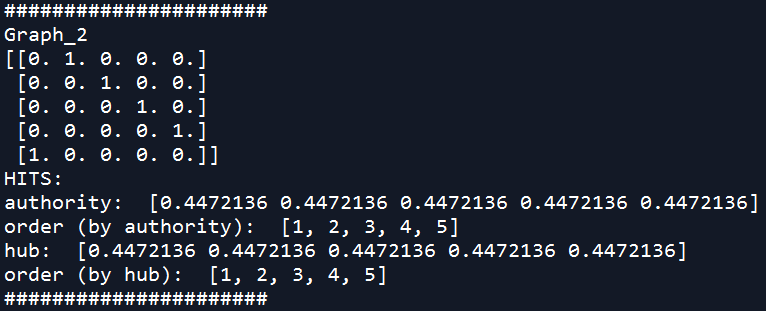 ######################
Graph_2
[[0. 1. 0. 0. 0.]
 [0. 0. 1. 0. 0.]
 [0. 0. 0. 1. 0.]
 [0. 0. 0. 0. 1.]
 [1. 0. 0. 0. 0.]]
HITS:
authority:  [0.4472136 0.4472136 0.4472136 0.4472136 0.4472136]
order (by authority):  [1, 2, 3, 4, 5]
hub:  [0.4472136 0.4472136 0.4472136 0.4472136 0.4472136]
order (by hub):  [1, 2, 3, 4, 5]
######################